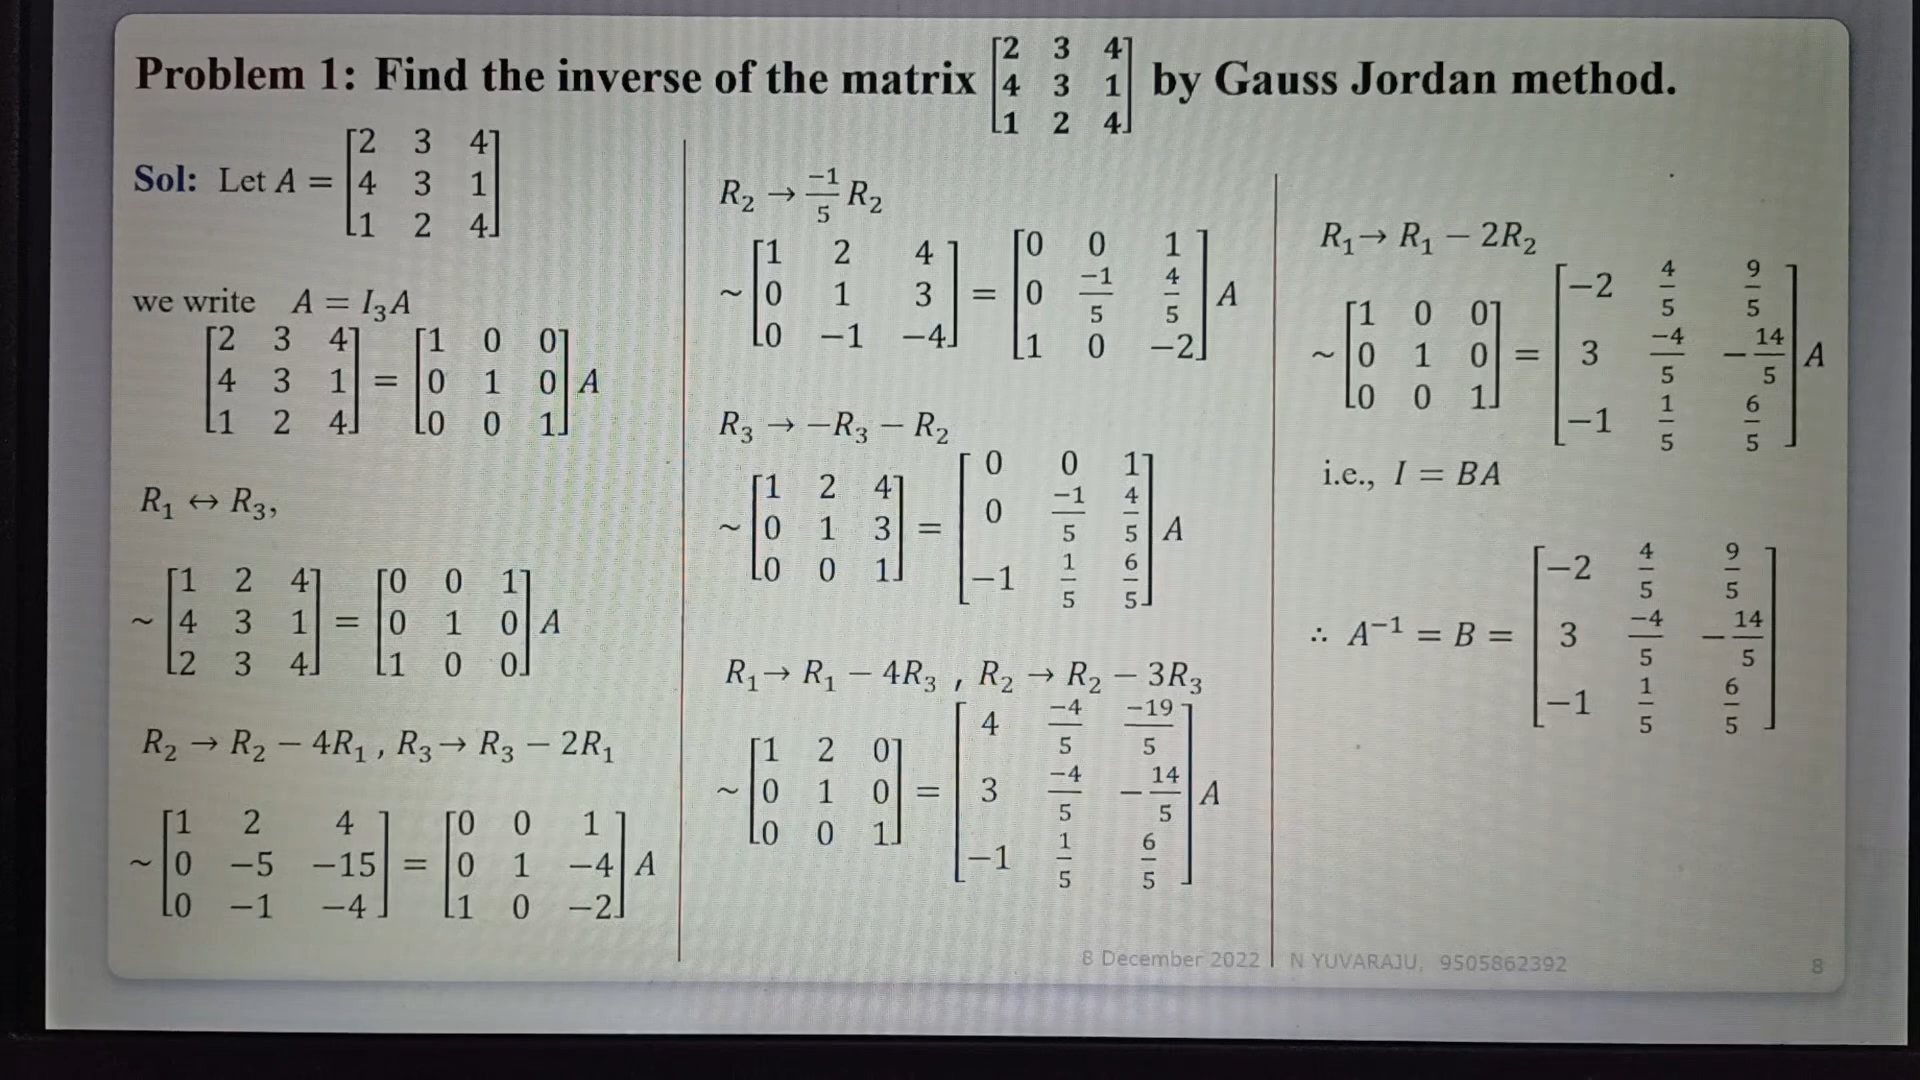 Problem 1: Find the inverse of the matrix [2 3 4; 4 3 1; 1 2 4] by Gauss Jordan method.
Sol: Let A = [2 3 4; 4 3 1; 1 2 4]
we write A = I₃A
[2 3 4; 4 3 1; 1 2 4] = [1 0 0; 0 1 0; 0 0 1] A
R₁ ↔ R₃,
~ [1 2 4; 4 3 1; 2 3 4] = [0 0 1; 0 1 0; 1 0 0] A
R₂ → R₂ − 4R₁ , R₃ → R₃ − 2R₁
~ [1 2 4; 0 −5 −15; 0 −1 −4] = [0 0 1; 0 1 −4; 1 0 −2] A
R₂ → −1/5 R₂
~ [1 2 4; 0 1 3; 0 −1 −4] = [0 0 1; 0 −1/5 4/5; 1 0 −2] A
R₃ → −R₃ − R₂
~ [1 2 4; 0 1 3; 0 0 1] = [0 0 1; 0 −1/5 4/5; −1 1/5 6/5] A
R₁ → R₁ − 4R₃ , R₂ → R₂ − 3R₃
~ [1 2 0; 0 1 0; 0 0 1] = [4 −4/5 −19/5; 3 −4/5 −14/5; −1 1/5 6/5] A
R₁ → R₁ − 2R₂
~ [1 0 0; 0 1 0; 0 0 1] = [−2 4/5 9/5; 3 −4/5 −14/5; −1 1/5 6/5] A
i.e., I = BA
∴ A⁻¹ = B = [−2 4/5 9/5; 3 −4/5 −14/5; −1 1/5 6/5]
8 December 2022 N YUVARAJU, 9505862392 8